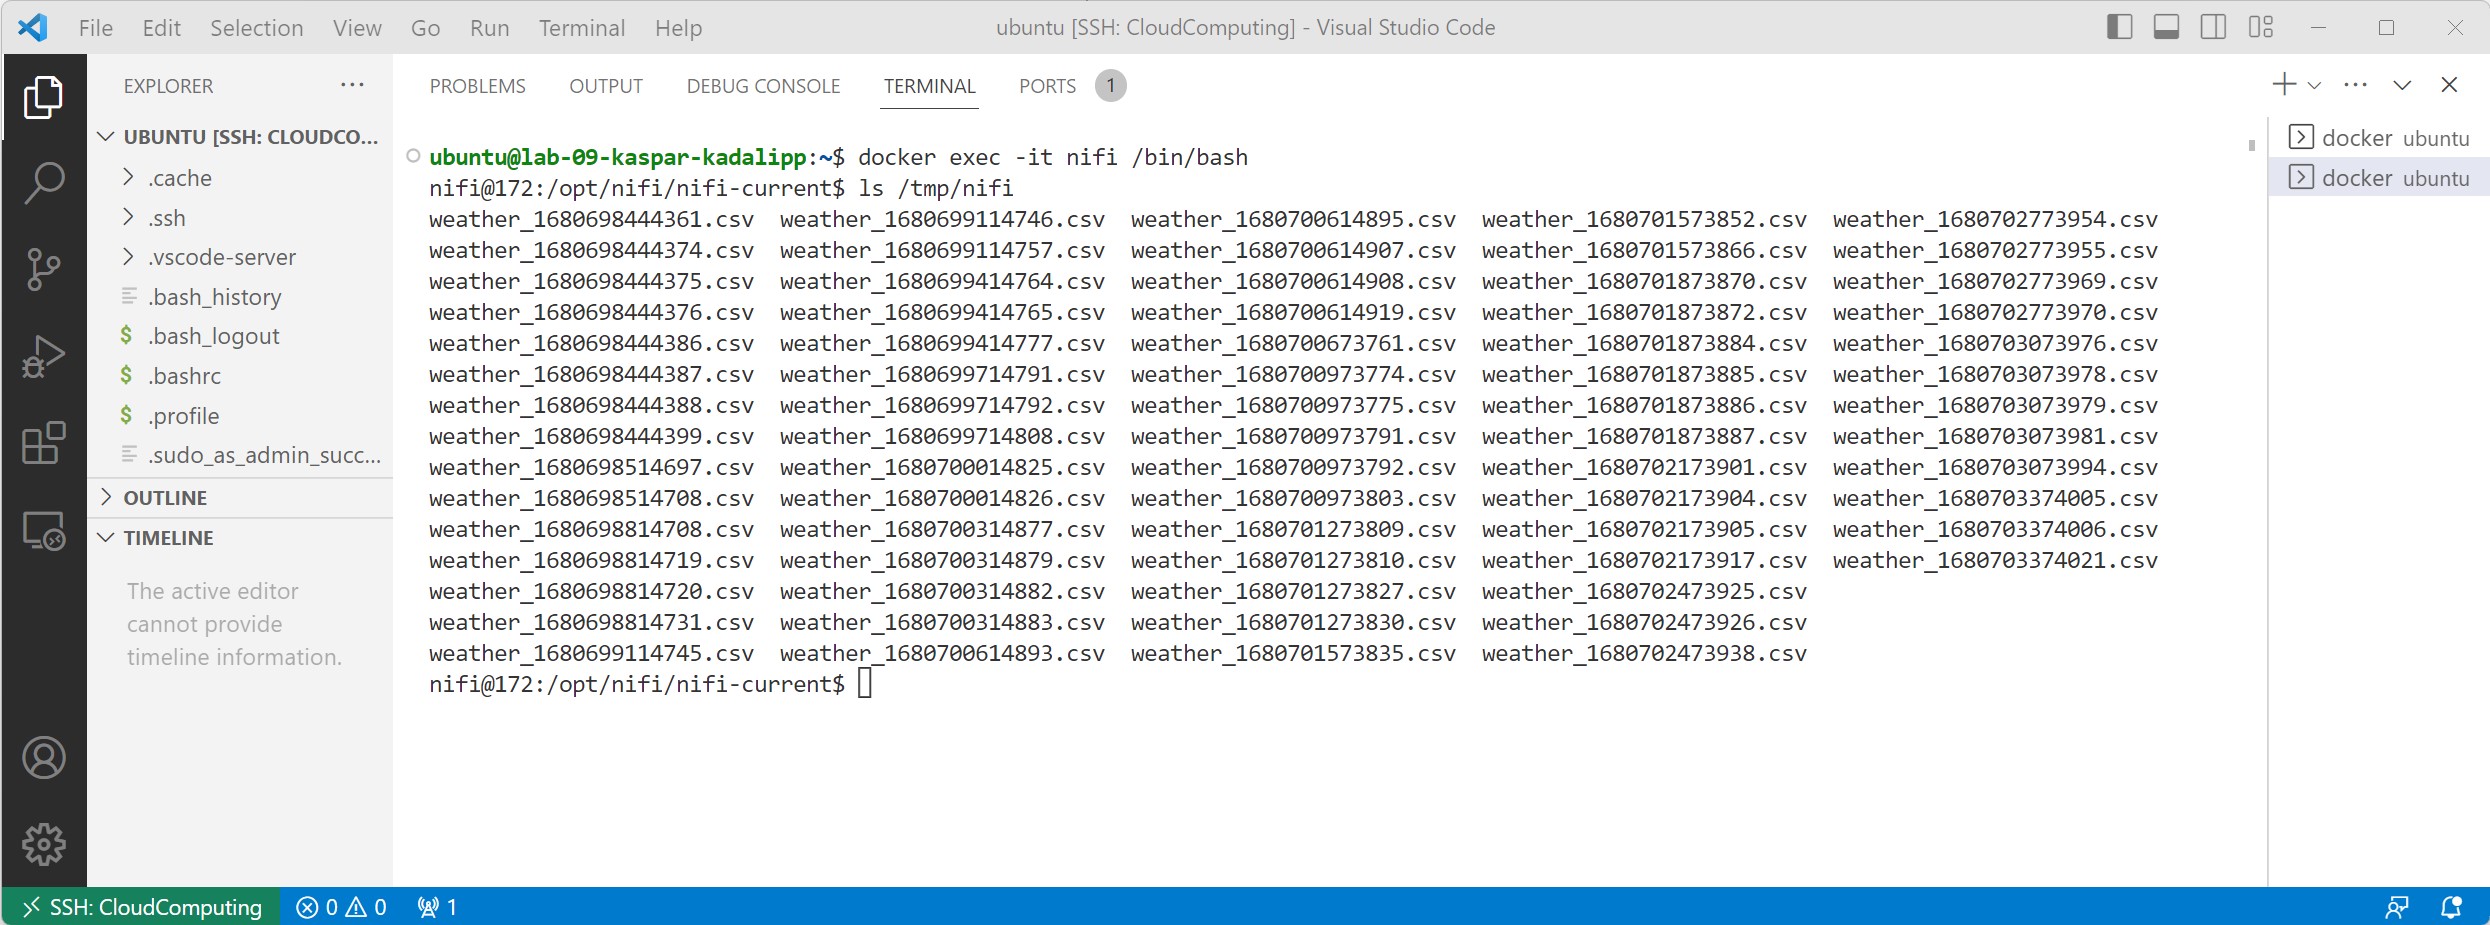 File Edit Selection View Go Run Terminal Help
ubuntu [SSH: CloudComputing] - Visual Studio Code
EXPLORER ···
UBUNTU [SSH: CLOUDCO...
.cache
.ssh
.vscode-server
.bash_history
$ .bash_logout
$ .bashrc
$ .profile
.sudo_as_admin_succ...
OUTLINE
TIMELINE
The active editor
cannot provide
timeline information.
PROBLEMS OUTPUT DEBUG CONSOLE TERMINAL PORTS 1
ubuntu@lab-09-kaspar-kadalipp:~$ docker exec -it nifi /bin/bash
nifi@172:/opt/nifi/nifi-current$ ls /tmp/nifi
weather_1680698444361.csv weather_1680699114746.csv weather_1680700614895.csv weather_1680701573852.csv weather_1680702773954.csv
weather_1680698444374.csv weather_1680699114757.csv weather_1680700614907.csv weather_1680701573866.csv weather_1680702773955.csv
weather_1680698444375.csv weather_1680699414764.csv weather_1680700614908.csv weather_1680701873870.csv weather_1680702773969.csv
weather_1680698444376.csv weather_1680699414765.csv weather_1680700614919.csv weather_1680701873872.csv weather_1680702773970.csv
weather_1680698444386.csv weather_1680699414777.csv weather_1680700673761.csv weather_1680701873884.csv weather_1680703073976.csv
weather_1680698444387.csv weather_1680699714791.csv weather_1680700973774.csv weather_1680701873885.csv weather_1680703073978.csv
weather_1680698444388.csv weather_1680699714792.csv weather_1680700973775.csv weather_1680701873886.csv weather_1680703073979.csv
weather_1680698444399.csv weather_1680699714808.csv weather_1680700973791.csv weather_1680701873887.csv weather_1680703073981.csv
weather_1680698514697.csv weather_1680700014825.csv weather_1680700973792.csv weather_1680702173901.csv weather_1680703073994.csv
weather_1680698514708.csv weather_1680700014826.csv weather_1680700973803.csv weather_1680702173904.csv weather_1680703374005.csv
weather_1680698814708.csv weather_1680700314877.csv weather_1680701273809.csv weather_1680702173905.csv weather_1680703374006.csv
weather_1680698814719.csv weather_1680700314879.csv weather_1680701273810.csv weather_1680702173917.csv weather_1680703374021.csv
weather_1680698814720.csv weather_1680700314882.csv weather_1680701273827.csv weather_1680702473925.csv
weather_1680698814731.csv weather_1680700314883.csv weather_1680701273830.csv weather_1680702473926.csv
weather_1680699114745.csv weather_1680700614893.csv weather_1680701573835.csv weather_1680702473938.csv
nifi@172:/opt/nifi/nifi-current$
docker ubuntu
docker ubuntu
SSH: CloudComputing 0 0 1